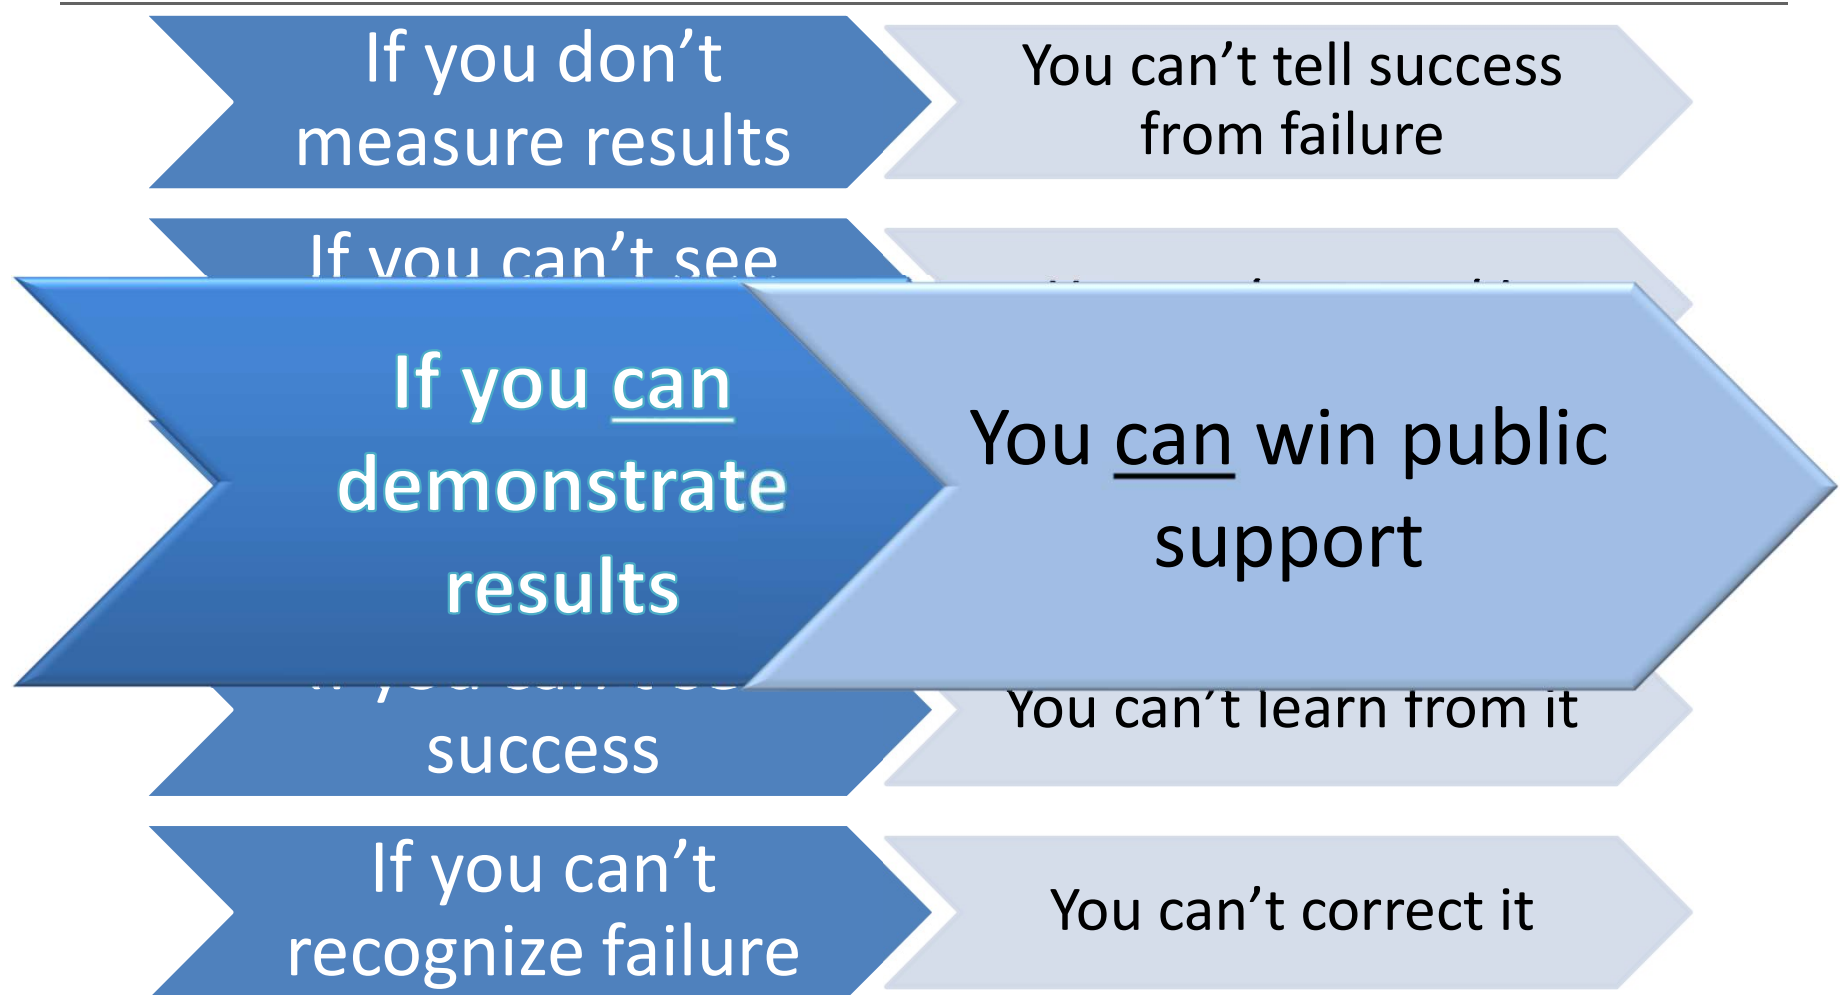 If you don’t
measure results
You can’t tell success
from failure
If you can’t see
If you can
demonstrate
results
You can win public
support
success
You can’t learn from it
If you can’t
recognize failure
You can’t correct it